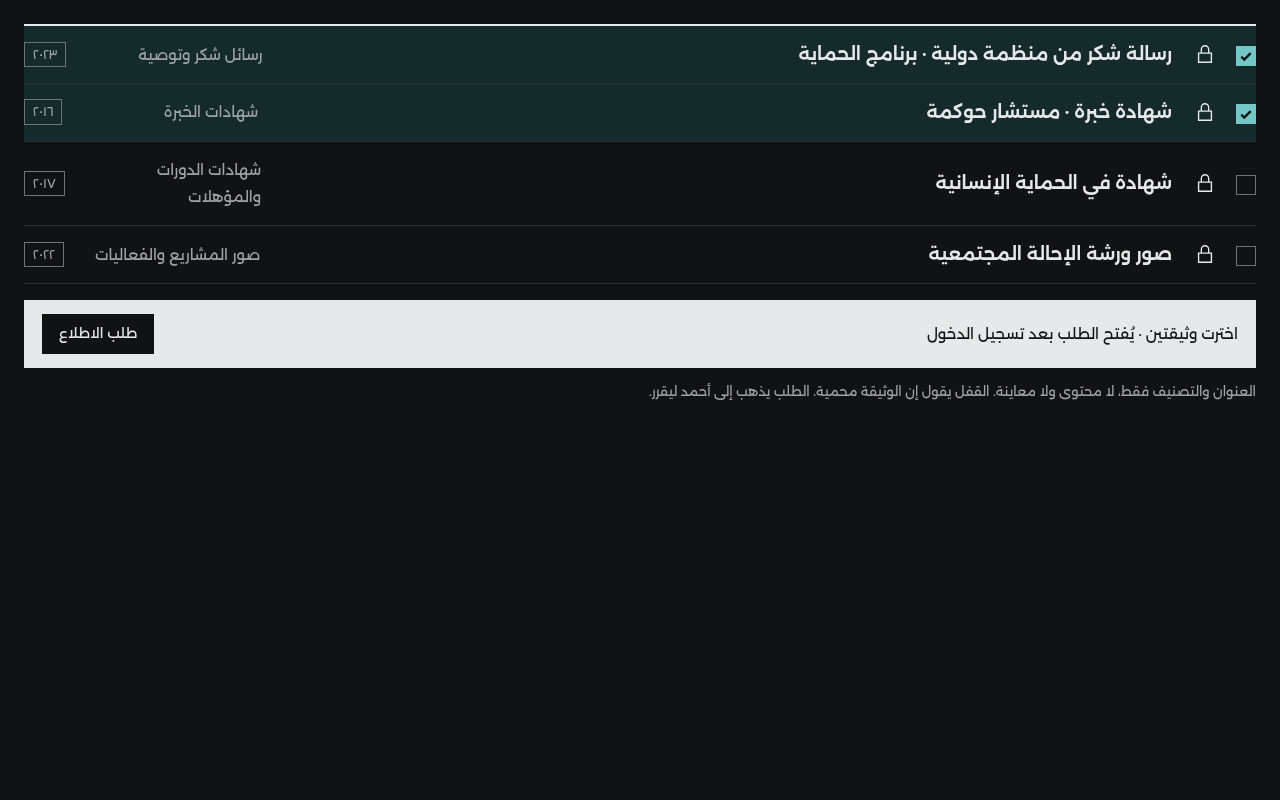 رسالة شكر من منظمة دولية · برنامج الحماية
رسائل شكر وتوصية
٢٠٢٣
شهادة خبرة · مستشار حوكمة
شهادات الخبرة
٢٠١٦
شهادة في الحماية الإنسانية
شهادات الدورات
والمؤهلات
٢٠١٧
صور ورشة الإحالة المجتمعية
صور المشاريع والفعاليات
٢٠٢٢
اخترت وثيقتين · يُفتح الطلب بعد تسجيل الدخول
طلب الاطلاع
العنوان والتصنيف فقط، لا محتوى ولا معاينة. القفل يقول إن الوثيقة محمية. الطلب يذهب إلى أحمد ليقرر.